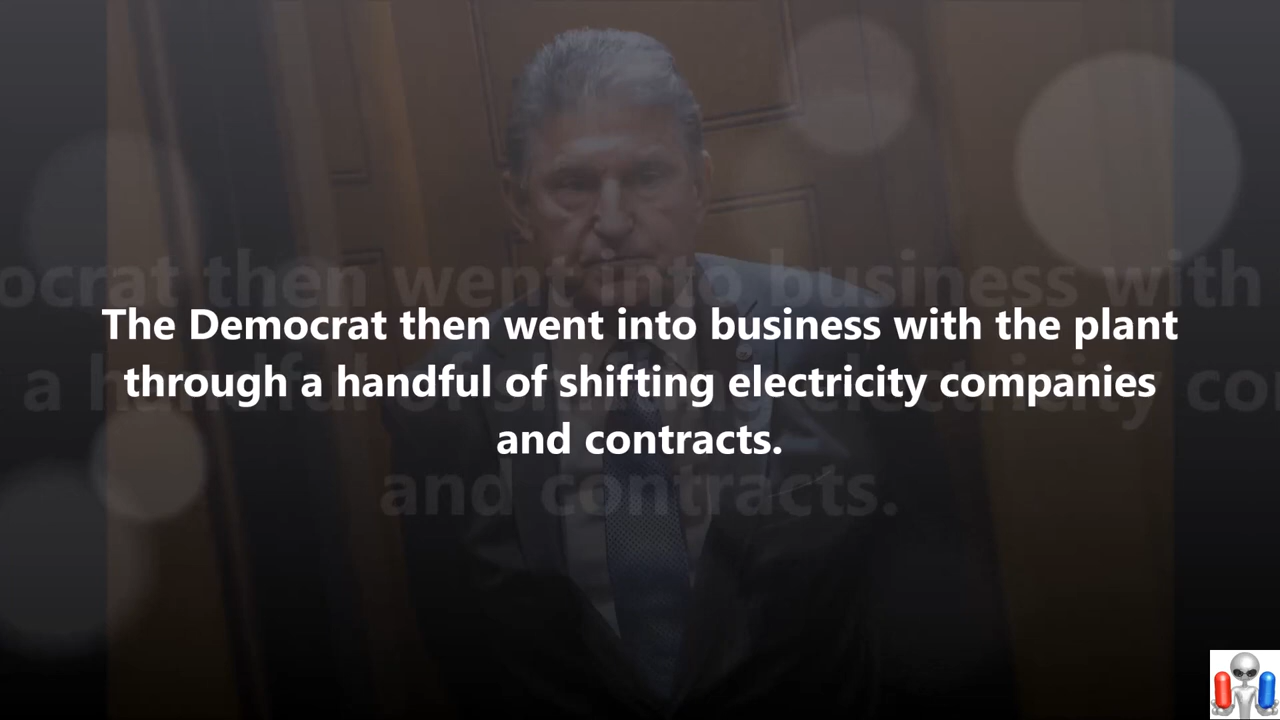 The Democrat then went into business with the plant
through a handful of shifting electricity companies
and contracts.